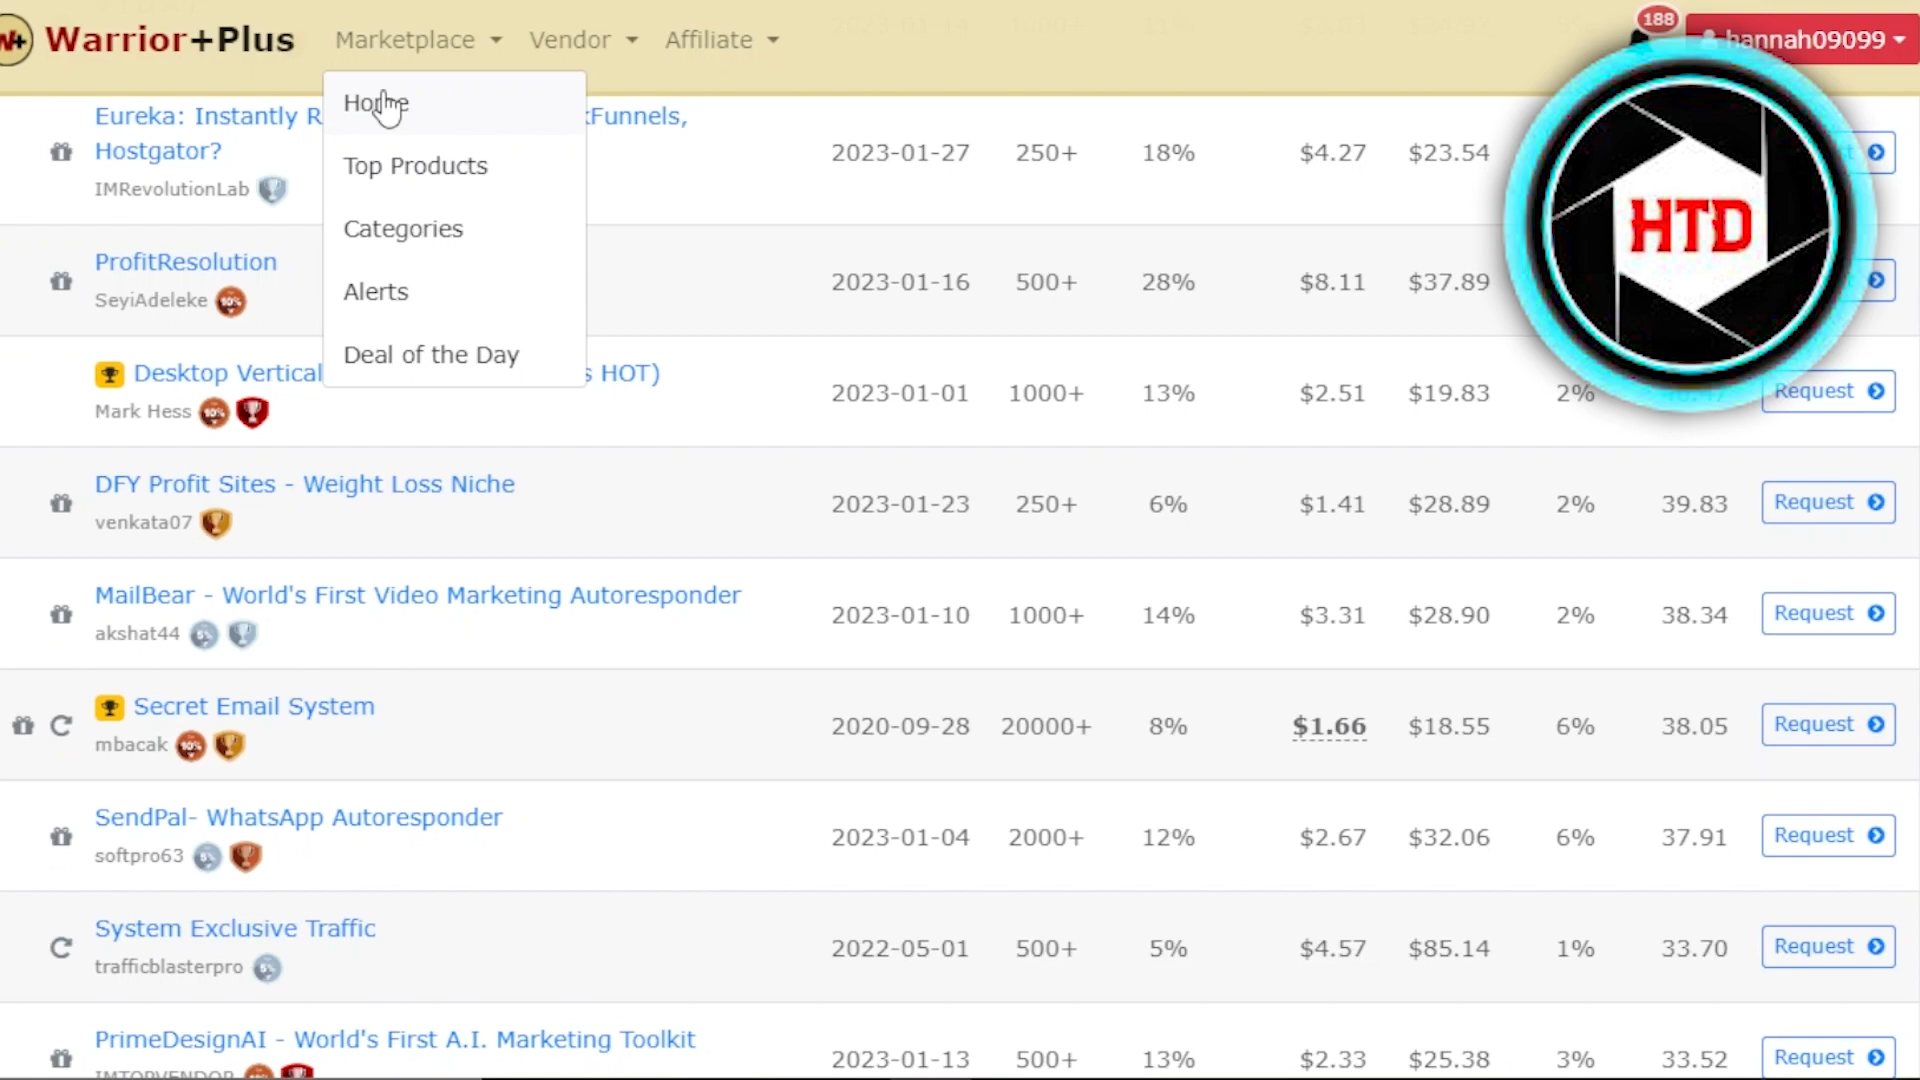 W+ Warrior+Plus Marketplace Vendor Affiliate 188 hannah09099
Home
Top Products
Categories
Alerts
Deal of the Day
HTD
Eureka: Instantly R kFunnels,
Hostgator?
IMRevolutionLab
2023-01-27 250+ 18% $4.27 $23.54
ProfitResolution
SeyiAdeleke 10%
2023-01-16 500+ 28% $8.11 $37.89
Desktop Vertical s HOT)
Mark Hess 10%
2023-01-01 1000+ 13% $2.51 $19.83 2% Request
DFY Profit Sites - Weight Loss Niche
venkata07
2023-01-23 250+ 6% $1.41 $28.89 2% 39.83 Request
MailBear - World's First Video Marketing Autoresponder
akshat44 5%
2023-01-10 1000+ 14% $3.31 $28.90 2% 38.34 Request
Secret Email System
mbacak 10%
2020-09-28 20000+ 8% $1.66 $18.55 6% 38.05 Request
SendPal- WhatsApp Autoresponder
softpro63 5%
2023-01-04 2000+ 12% $2.67 $32.06 6% 37.91 Request
System Exclusive Traffic
trafficblasterpro 5%
2022-05-01 500+ 5% $4.57 $85.14 1% 33.70 Request
PrimeDesignAI - World's First A.I. Marketing Toolkit
IMTOPVENDOR
2023-01-13 500+ 13% $2.33 $25.38 3% 33.52 Request